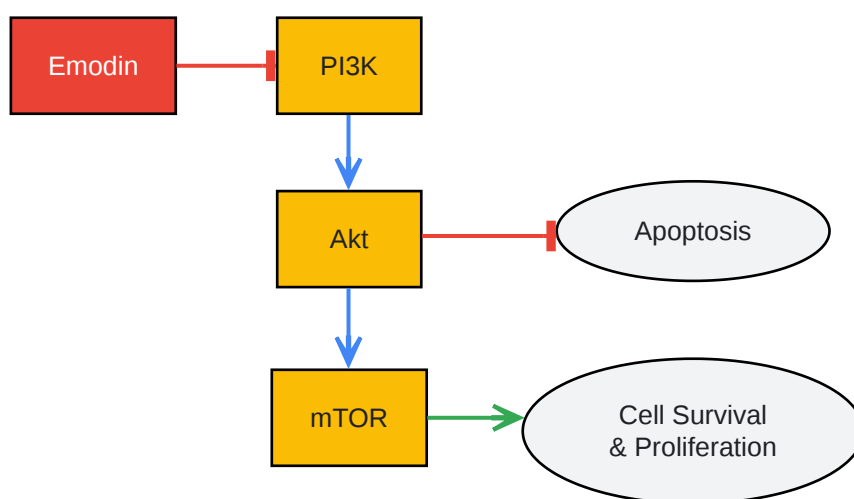 Emodin
PI3K
Akt
Apoptosis
mTOR
Cell Survival
& Proliferation